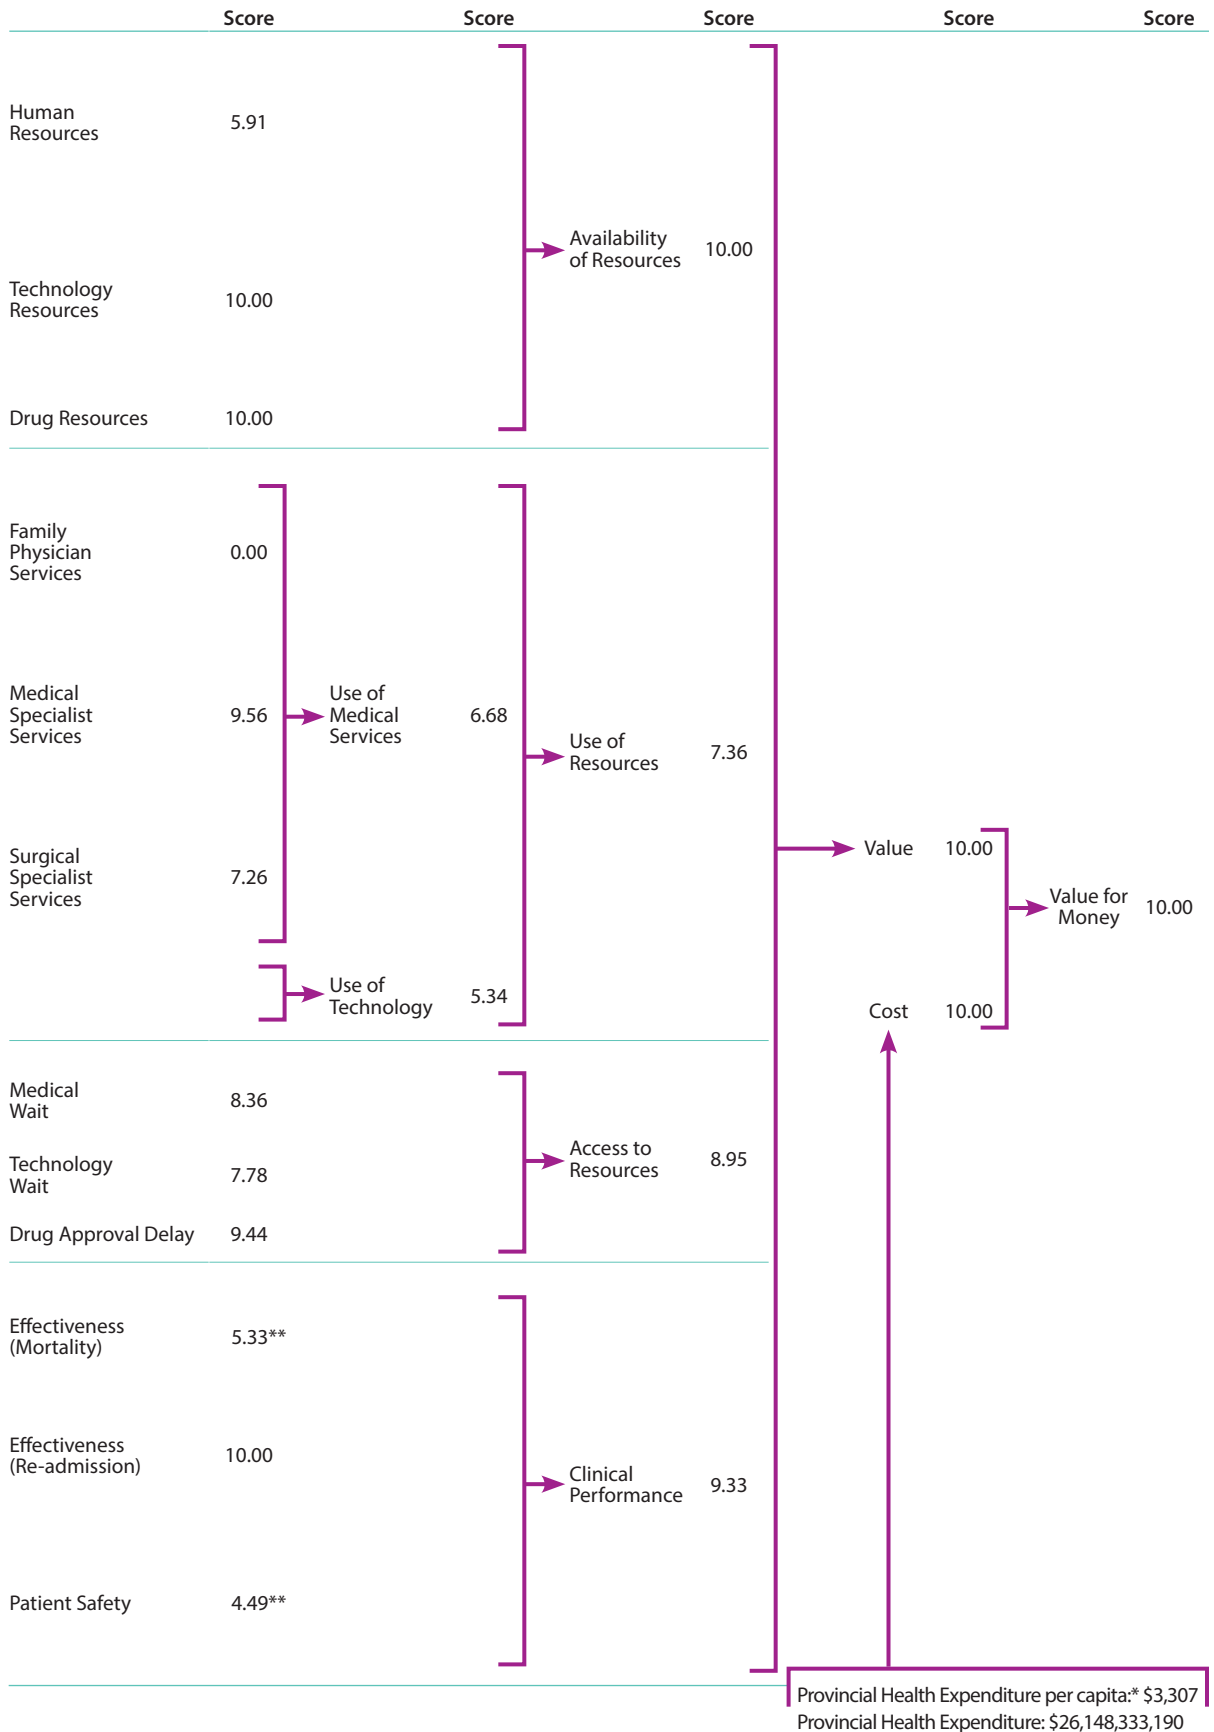 Score Score Score Score Score
Human
Resources
5.91
Technology
Resources
10.00
Drug Resources 10.00
Availability
of Resources
10.00
Family
Physician
Services
0.00
Medical
Specialist
Services
9.56
Surgical
Specialist
Services
7.26
Use of
Medical
Services
6.68
Use of
Technology
5.34
Use of
Resources
7.36
Medical
Wait
8.36
Technology
Wait
7.78
Drug Approval Delay 9.44
Access to
Resources
8.95
Effectiveness
(Mortality)
5.33**
Effectiveness
(Re-admission)
10.00
Patient Safety 4.49**
Clinical
Performance
9.33
Value 10.00
Cost 10.00
Value for
Money
10.00
Provincial Health Expenditure per capita:* $3,307
Provincial Health Expenditure: $26,148,333,190